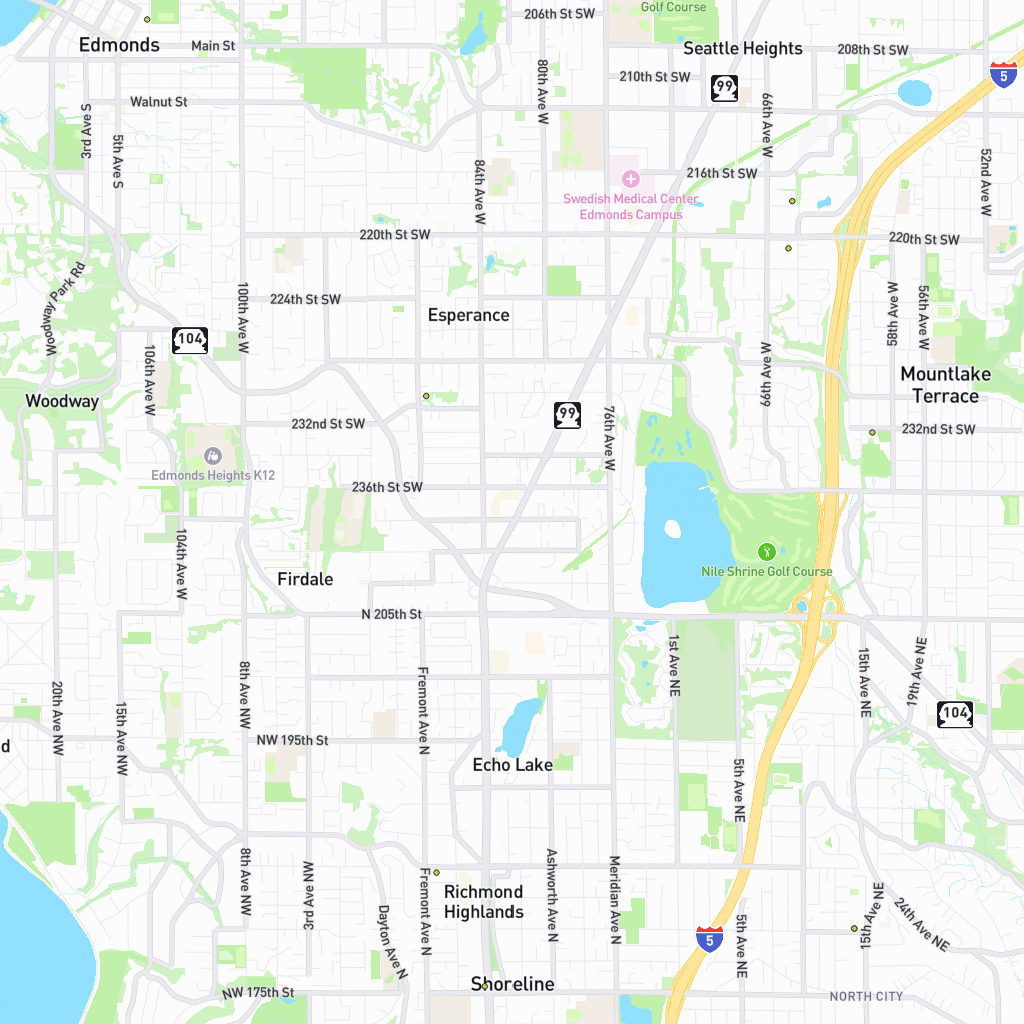 206th St SW
Golf Course
Edmonds
Main St
Seattle Heights
208th St SW
210th St SW
5
99
80th Ave W
66th Ave W
Walnut St
3rd Ave S
5th Ave S
84th Ave W
52nd Ave W
216th St SW
Swedish Medical Center
Edmonds Campus
220th St SW
220th St SW
Woodway Park Rd
100th Ave W
224th St SW
58th Ave W
56th Ave W
Esperance
104
106th Ave W
66th Ave W
Mountlake
Terrace
Woodway
99
76th Ave W
232nd St SW
232nd St SW
Edmonds Heights K12
236th St SW
104th Ave W
Nile Shrine Golf Course
Firdale
N 205th St
1st Ave NE
15th Ave NE
19th Ave NE
8th Ave NW
Fremont Ave N
20th Ave NW
15th Ave NW
104
NW 195th St
d
Echo Lake
5th Ave NE
8th Ave NW
3rd Ave NW
Fremont Ave N
Ashworth Ave N
Meridian Ave N
Richmond
Highlands
Dayton Ave N
15th Ave NE
24th Ave NE
5
5th Ave NE
Shoreline
NW 175th St
NORTH CITY